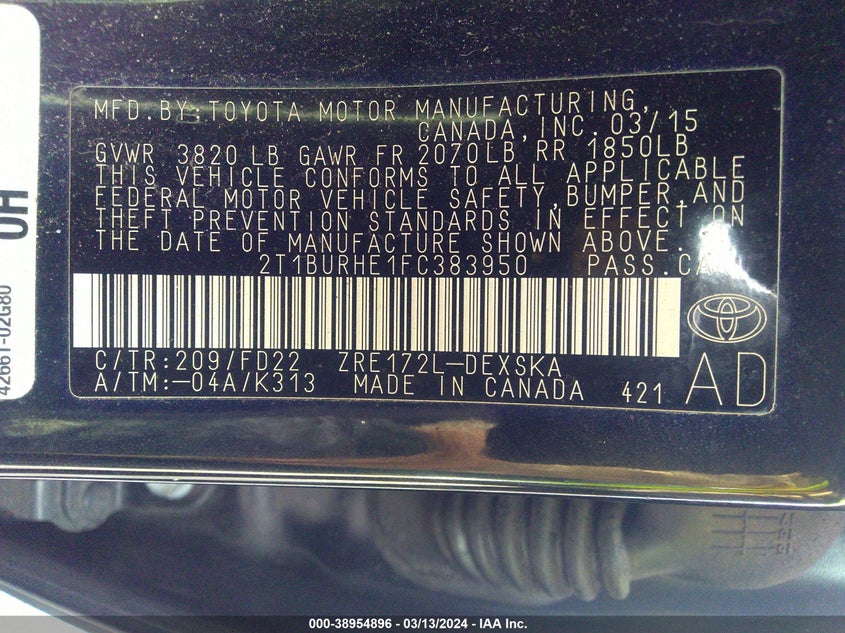 MFD.BY:TOYOTA MOTOR MANUFACTURING,
CANADA,INC.03/15
GVWR 3820 LB GAWR FR 2070LB RR 1850LB
THIS VEHICLE CONFORMS TO ALL APPLICABLE
FEDERAL MOTOR VEHICLE SAFETY,BUMPER,AND
THEFT PREVENTION STANDARDS IN EFFECT ON
THE DATE OF MANUFACTURE SHOWN ABOVE.
2T1BURHE1FC383950 PASS.CA
C/TR:209/FD22 ZRE172L-DEXSKA
A/TM:-04A/K313 MADE IN CANADA 421
AD
42661-02G80
000-38954896 - 03/13/2024 - IAA Inc.